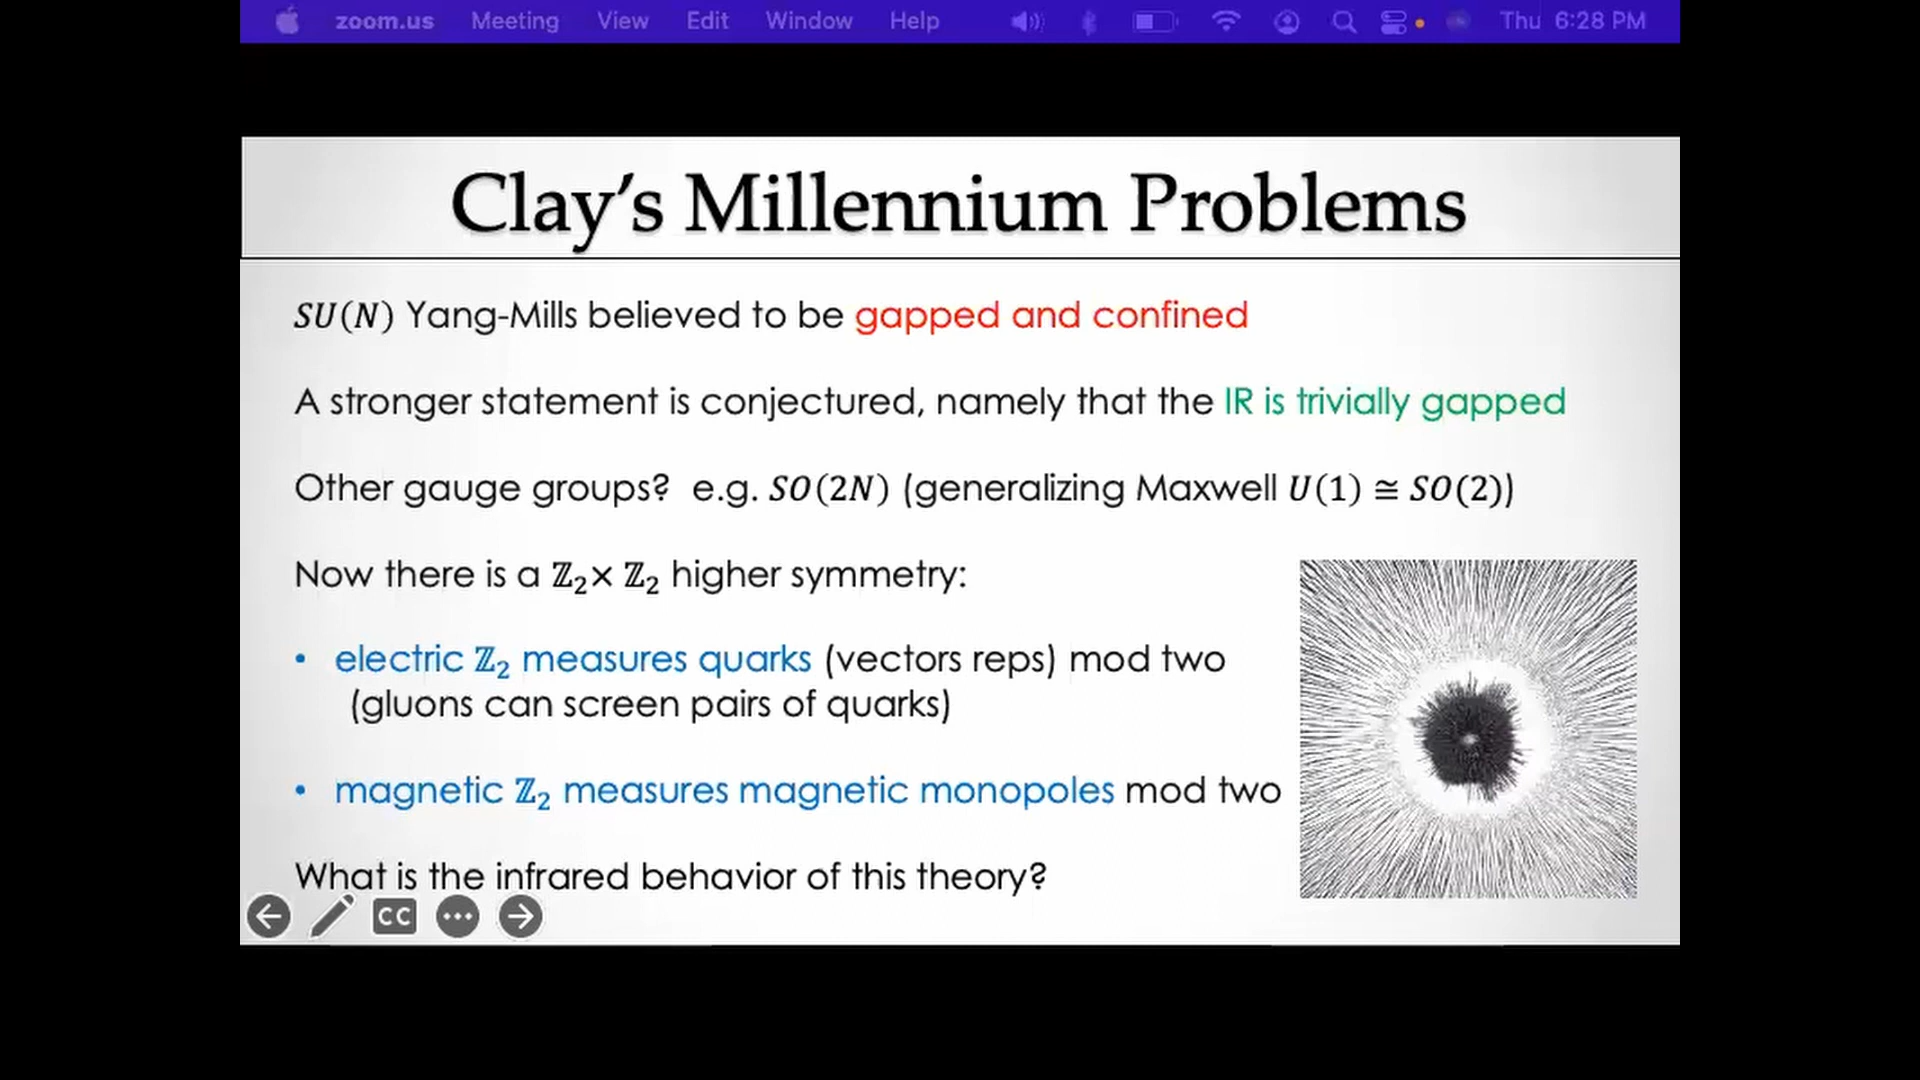 zoom.us Meeting View Edit Window Help Thu 6:28 PM
Clay's Millennium Problems
SU(N) Yang-Mills believed to be gapped and confined
A stronger statement is conjectured, namely that the IR is trivially gapped
Other gauge groups? e.g. SO(2N) (generalizing Maxwell U(1) ≅ SO(2))
Now there is a ℤ₂× ℤ₂ higher symmetry:
• electric ℤ₂ measures quarks (vectors reps) mod two
(gluons can screen pairs of quarks)
• magnetic ℤ₂ measures magnetic monopoles mod two
What is the infrared behavior of this theory?
CC